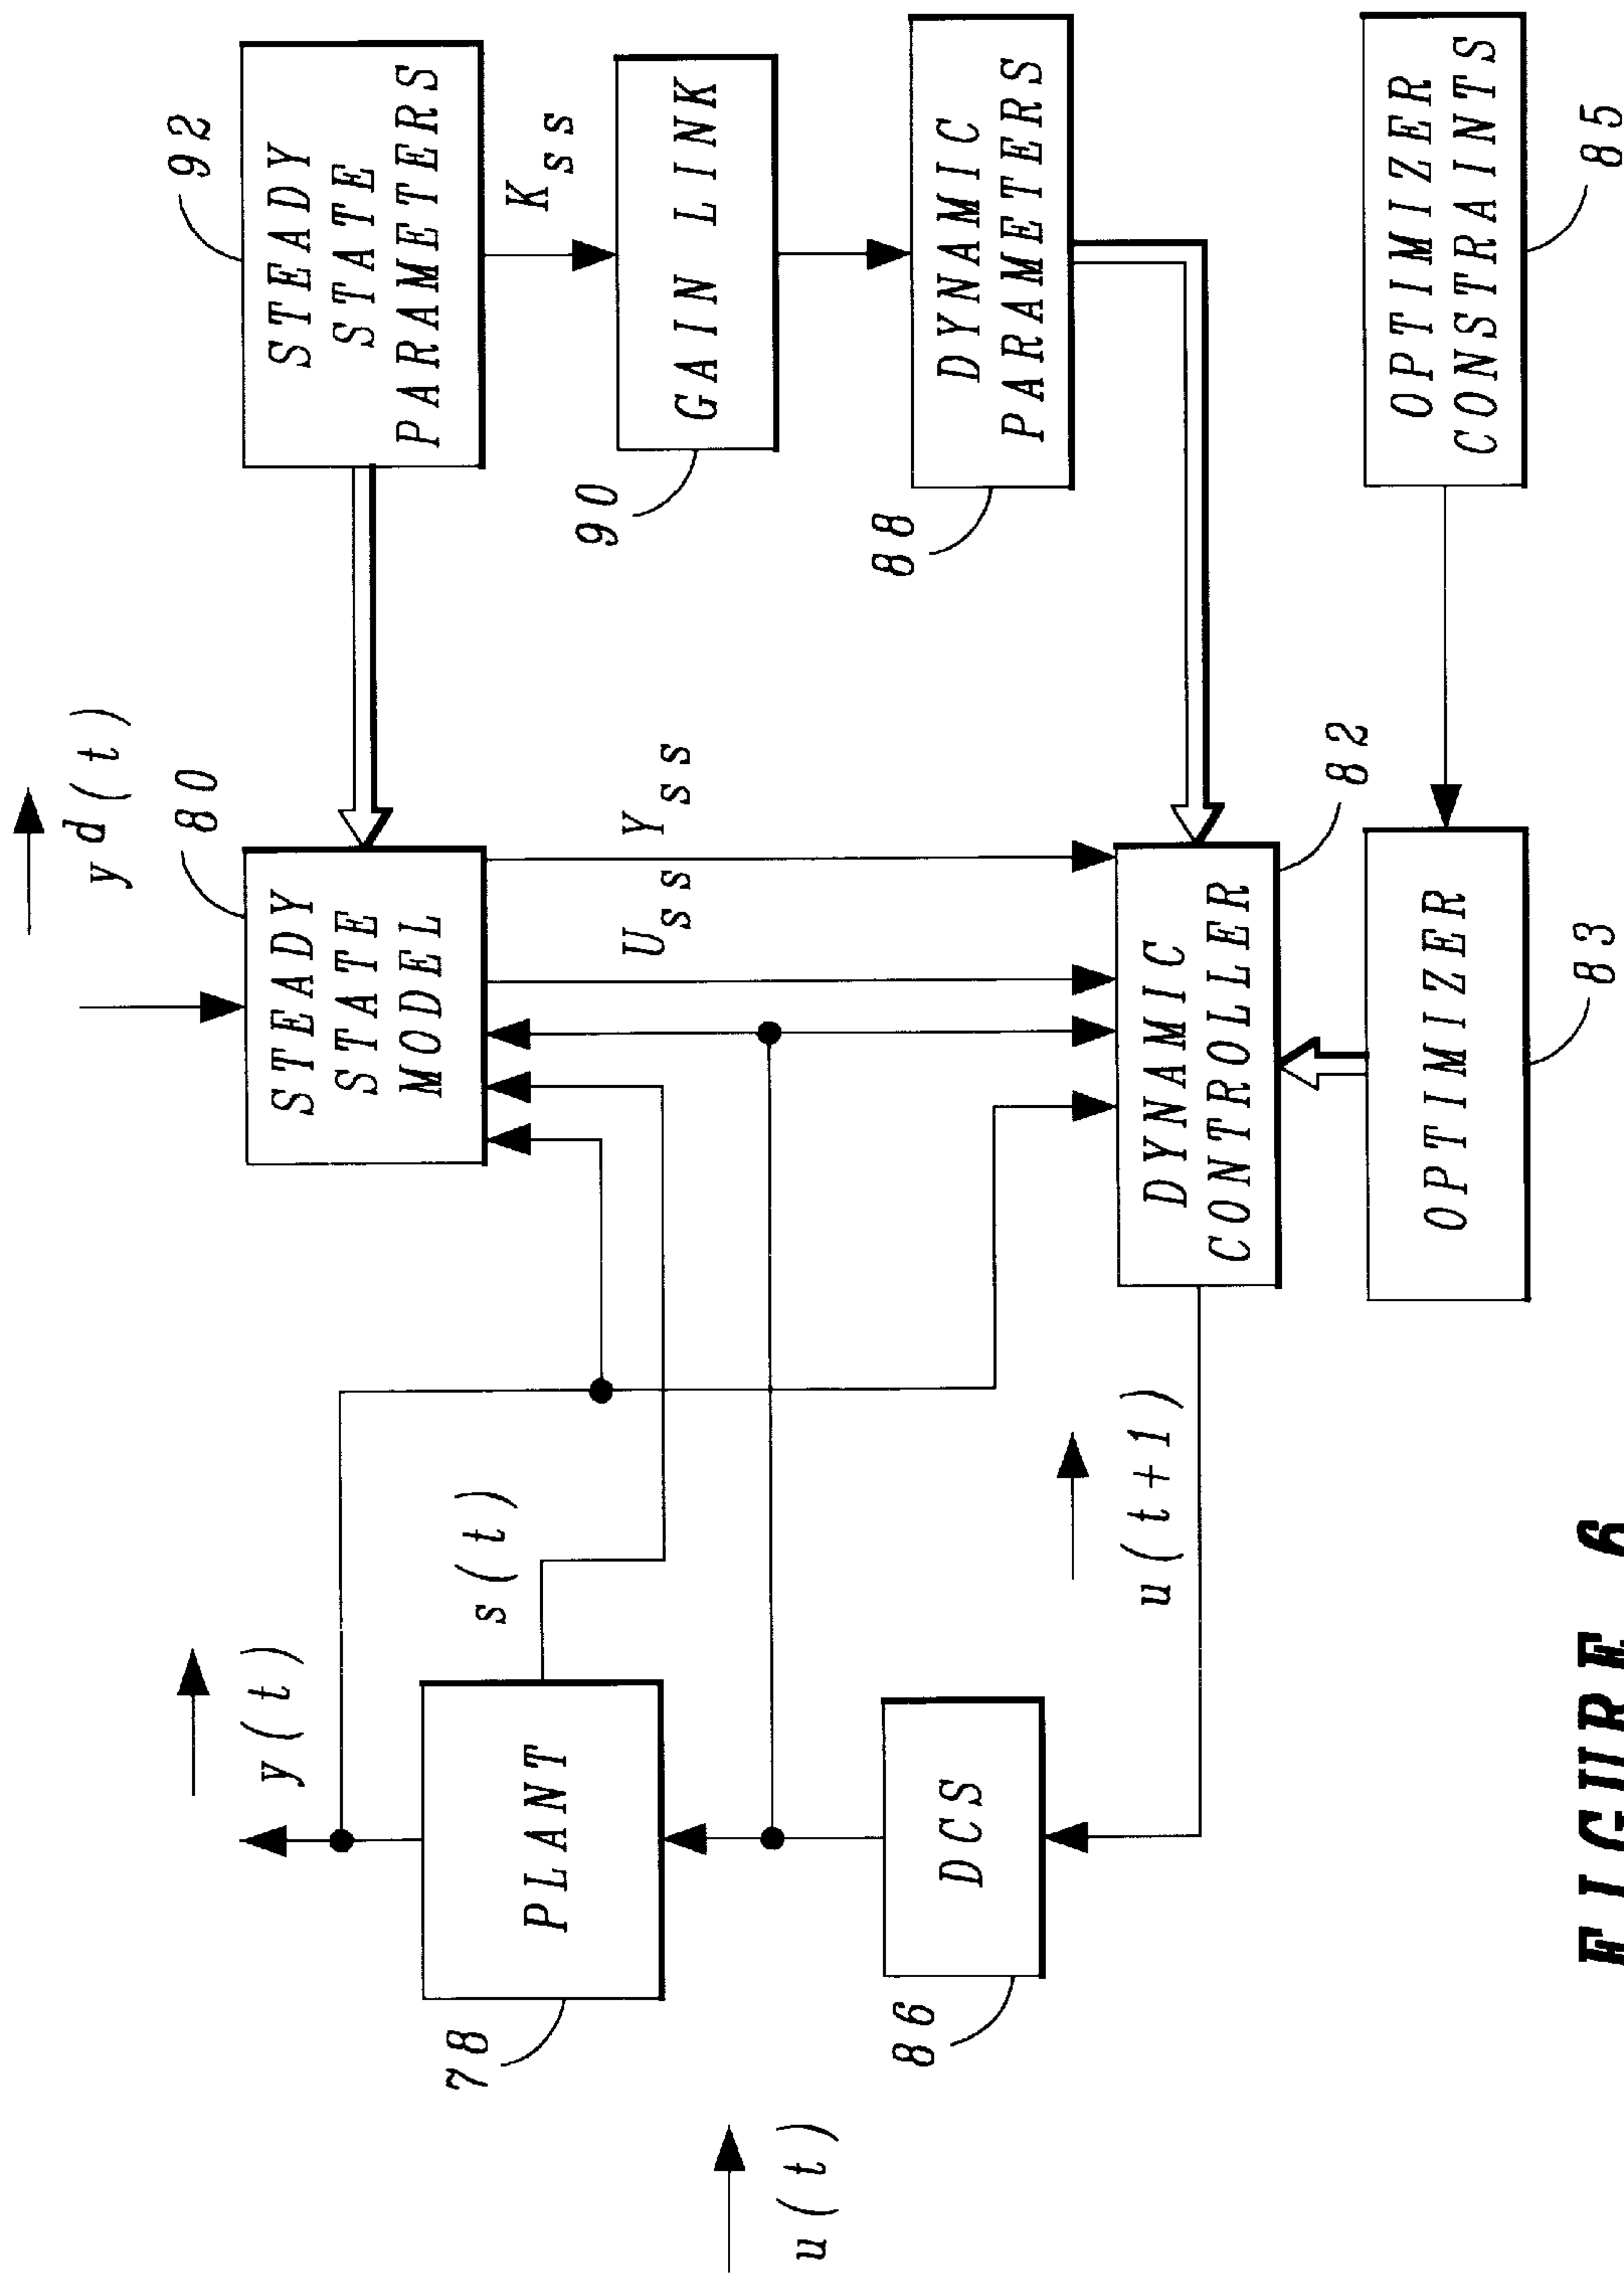 y^d(t)
80
92
STEADY
STATE
MODEL
STEADY
STATE
PARAMETERS
y(t)
s(t)
78
PLANT
U_ss
Y_ss
K_ss
90
GAIN LINK
u(t)
86
DCS
88
DYNAMIC
PARAMETERS
u(t+1)
DYNAMIC
CONTROLLER
82
OPTIMIZER
83
OPTIMIZER
CONSTRAINTS
85
FIGURE 6